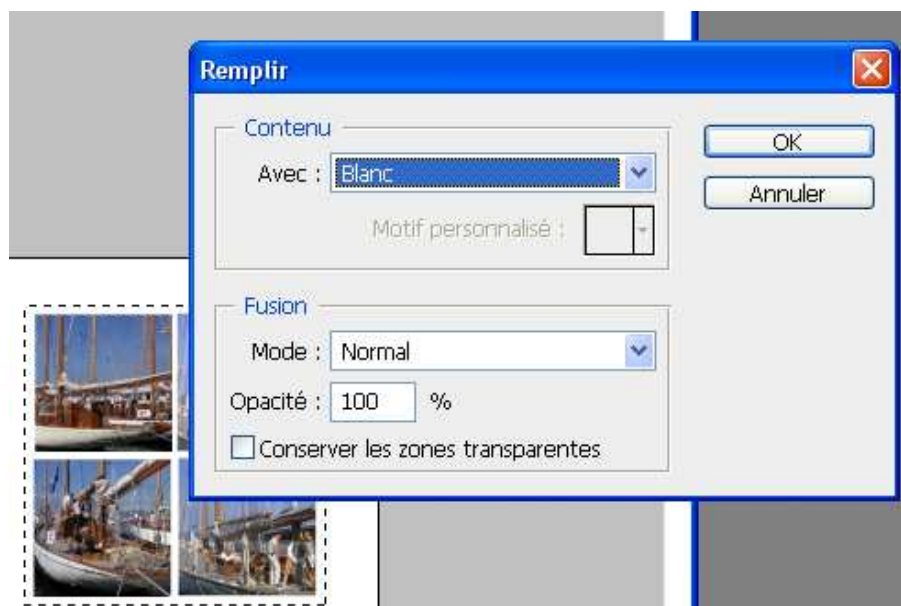 Remplir
Contenu
OK
Avec : Blanc
Annuler
Motif personnalisé :
Fusion
Mode : Normal
Opacité : 100 %
Conserver les zones transparentes